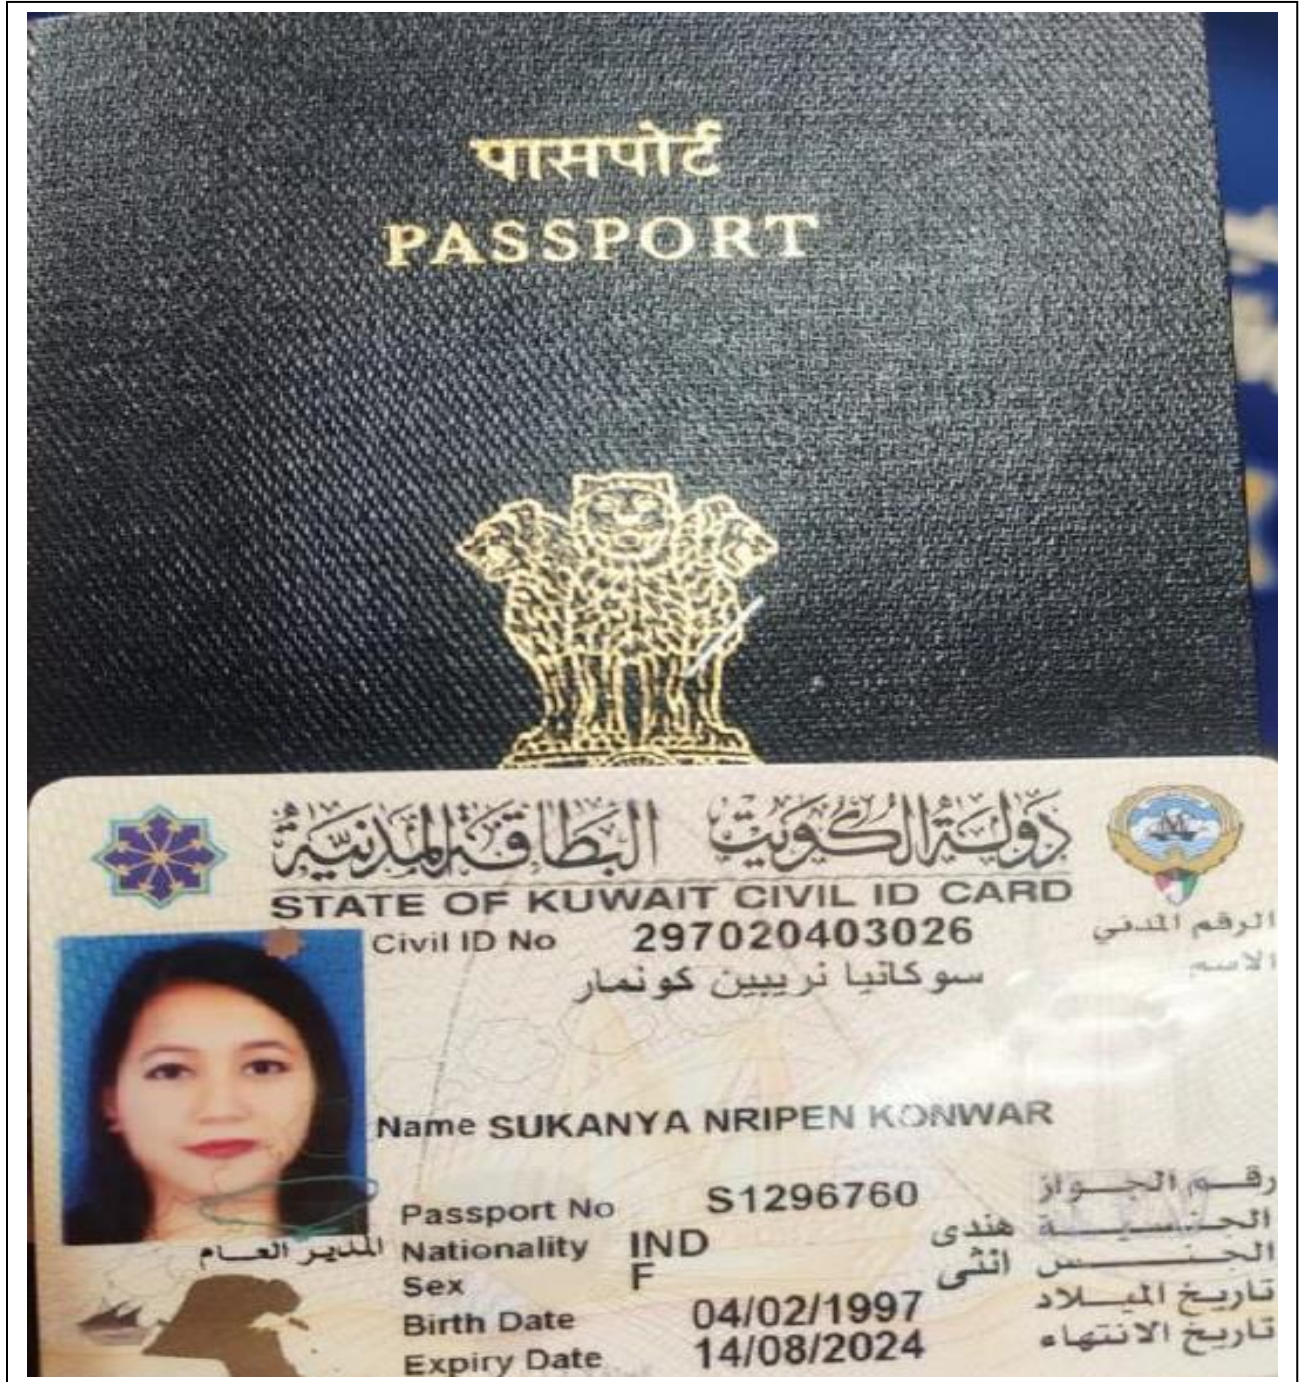 पासपोर्ट
PASSPORT
دولة الكويت البطاقة المدنية
STATE OF KUWAIT CIVIL ID CARD
Civil ID No 297020403026 الرقم المدني
سوكانيا نريبين كونمار الاسم
Name SUKANYA NRIPEN KONWAR
Passport No S1296760 رقم الجواز
Nationality IND هندى الجنسية
Sex F انثى الجنس
Birth Date 04/02/1997 تاريخ الميلاد
Expiry Date 14/08/2024 تاريخ الانتهاء
المدير العام